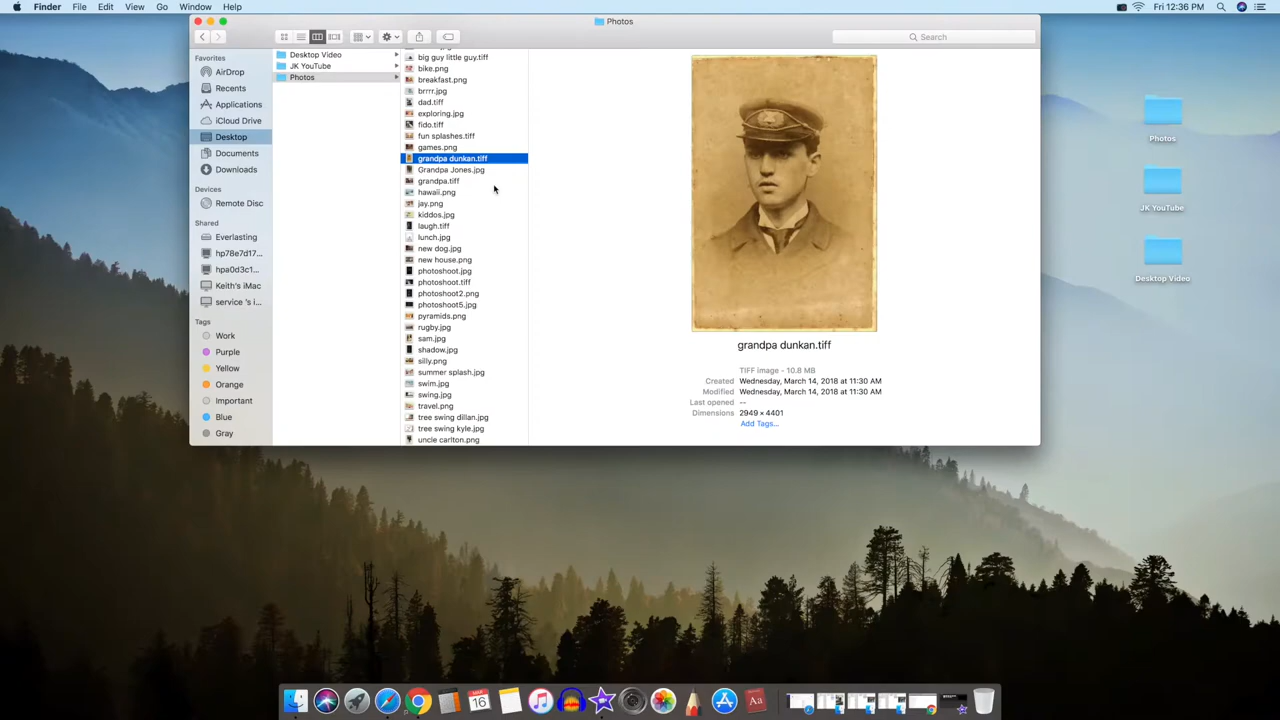 Finder File Edit View Go Window Help
Fri 12:36 PM
Photos
Search
Favorites
AirDrop
Recents
Applications
iCloud Drive
Desktop
Documents
Downloads
Devices
Remote Disc
Shared
Everlasting
hp78e7d17...
hpa0d3c1...
Keith's iMac
service 's i...
Tags
Work
Purple
Yellow
Orange
Important
Blue
Gray
Desktop Video
JK YouTube
Photos
big guy little guy.tiff
bike.png
breakfast.png
brrrr.jpg
dad.tiff
exploring.jpg
fido.tiff
fun splashes.tiff
games.png
grandpa dunkan.tiff
Grandpa Jones.jpg
grandpa.tiff
hawaii.png
jay.png
kiddos.jpg
laugh.tiff
lunch.jpg
new dog.jpg
new house.png
photoshoot.jpg
photoshoot.tiff
photoshoot2.png
photoshoot5.jpg
pyramids.png
rugby.jpg
sam.jpg
shadow.jpg
silly.png
summer splash.jpg
swim.jpg
swing.jpg
travel.png
tree swing dillan.jpg
tree swing kyle.jpg
uncle carlton.png
grandpa dunkan.tiff
TIFF image - 10.8 MB
Created Wednesday, March 14, 2018 at 11:30 AM
Modified Wednesday, March 14, 2018 at 11:30 AM
Last opened --
Dimensions 2949 × 4401
Add Tags...
Photos
JK YouTube
Desktop Video
MAR
16
Aa